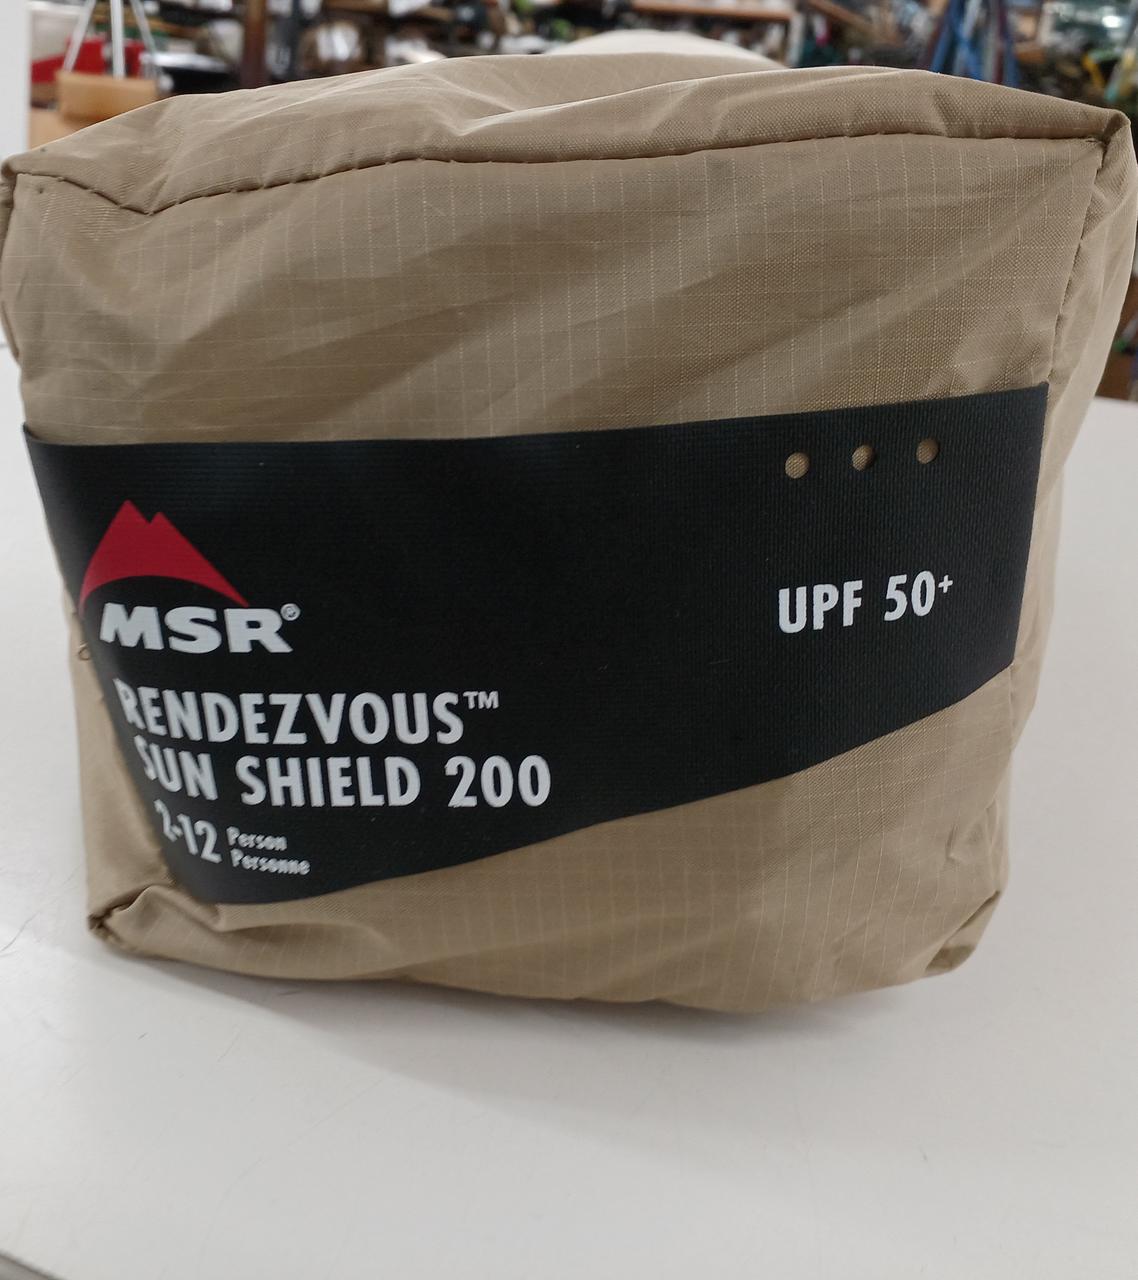 MSR®
RENDEZVOUS™
SUN SHIELD 200
2-12 Person
Personne
UPF 50+